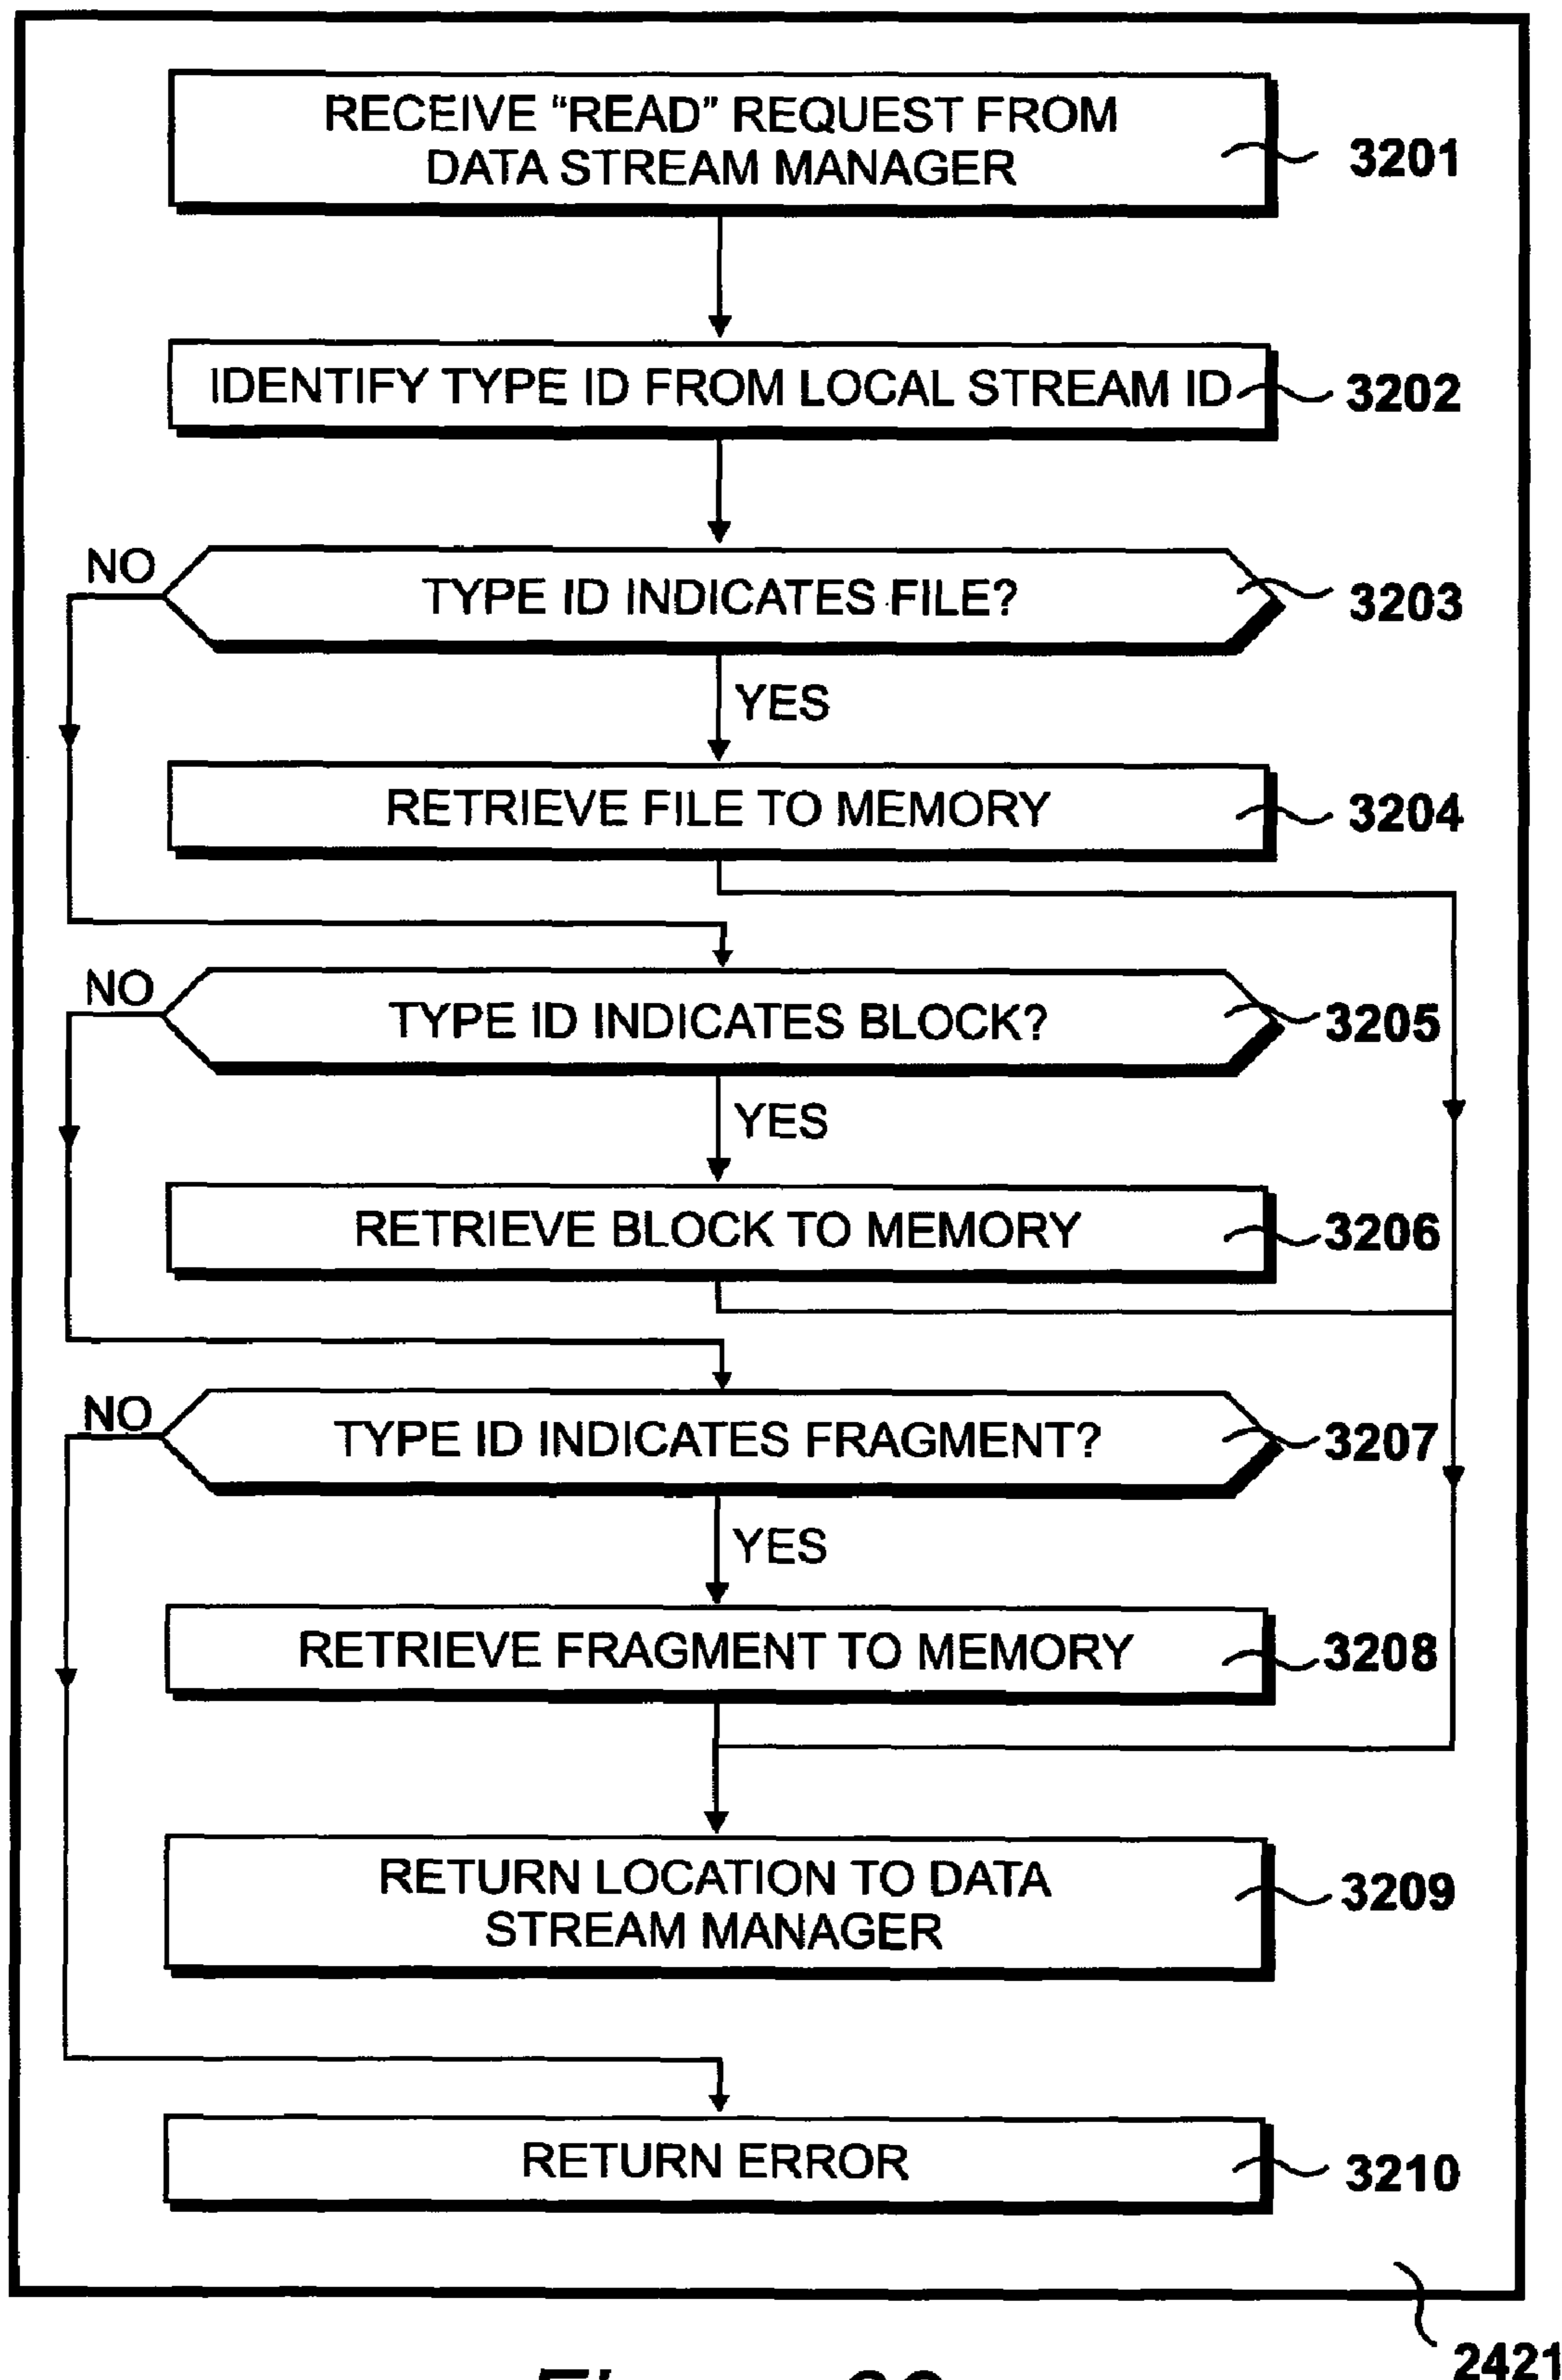 RECEIVE “READ” REQUEST FROM
DATA STREAM MANAGER
3201
IDENTIFY TYPE ID FROM LOCAL STREAM ID
3202
NO
TYPE ID INDICATES FILE?
3203
YES
RETRIEVE FILE TO MEMORY
3204
NO
TYPE ID INDICATES BLOCK?
3205
YES
RETRIEVE BLOCK TO MEMORY
3206
NO
TYPE ID INDICATES FRAGMENT?
3207
YES
RETRIEVE FRAGMENT TO MEMORY
3208
RETURN LOCATION TO DATA
STREAM MANAGER
3209
RETURN ERROR
3210
2421